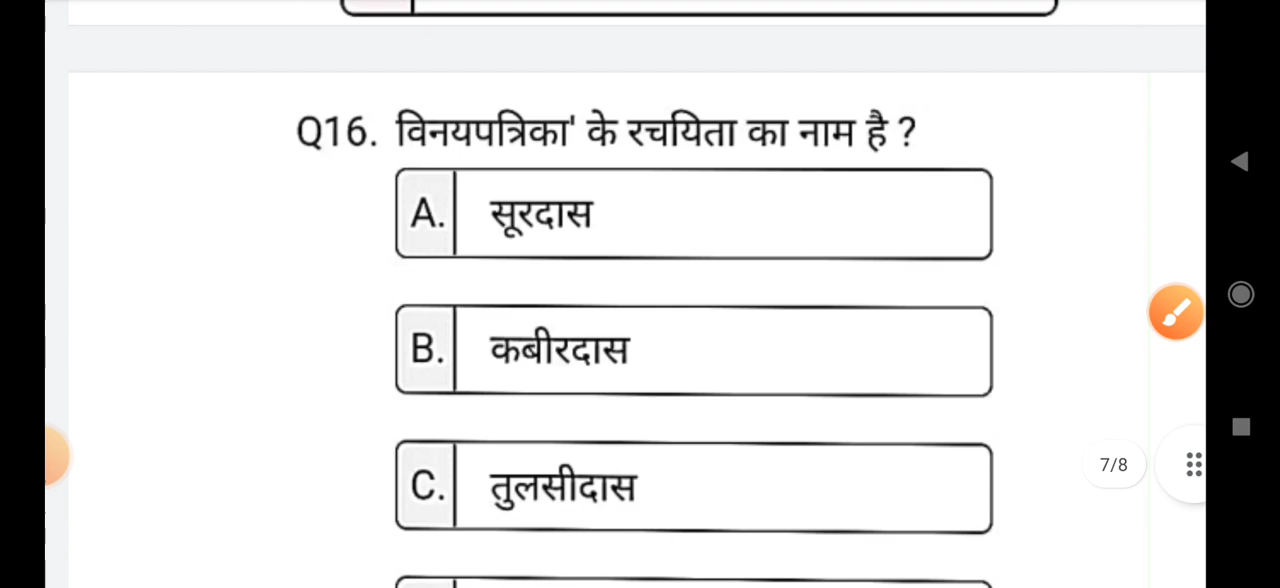 Q16. विनयपत्रिका' के रचयिता का नाम है ?
A. सूरदास
B. कबीरदास
C. तुलसीदास
7/8